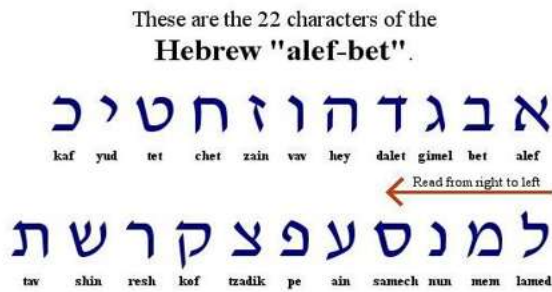 These are the 22 characters of the
Hebrew "alef-bet".
א ב ג ד ה ו ז ח ט י כ
kaf yud tet chet zain vav hey dalet gimel bet alef
Read from right to left
ל מ נ ס ע פ צ ק ר ש ת
tav shin resh kof tzadik pe ain samech nun mem lamed